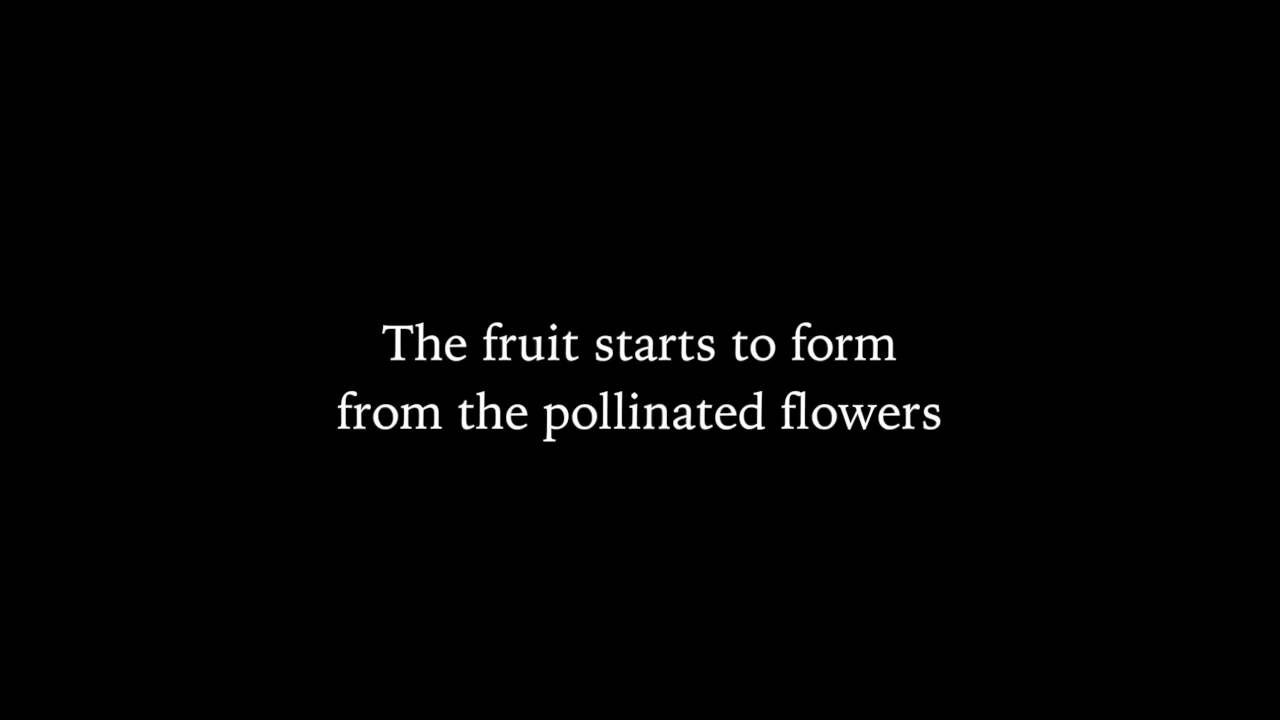 The fruit starts to form
from the pollinated flowers